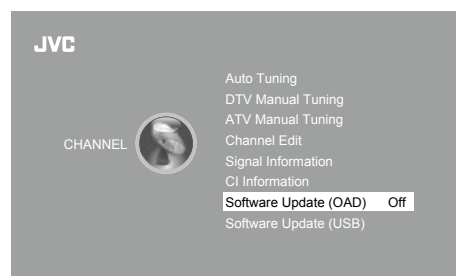 JVC
CHANNEL
Auto Tuning
DTV Manual Tuning
ATV Manual Tuning
Channel Edit
Signal Information
CI Information
Software Update (OAD) Off
Software Update (USB)